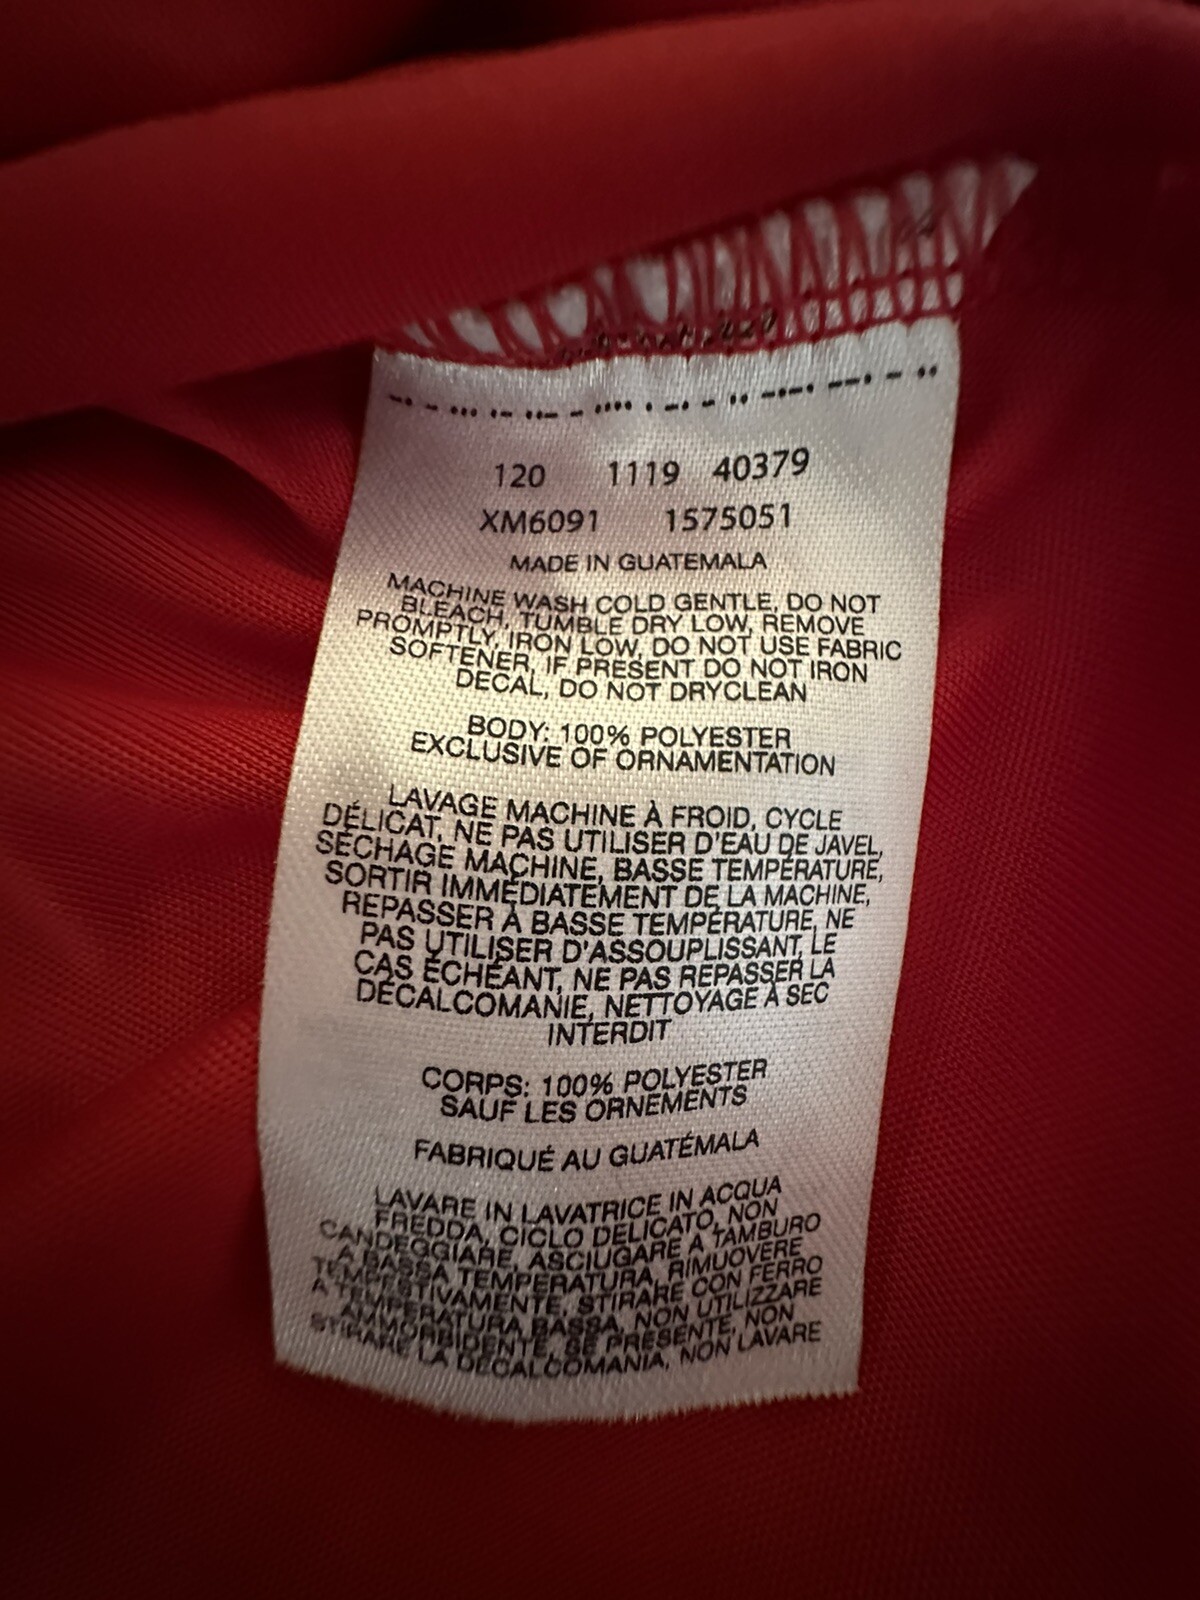 120 1119 40379
XM6091 1575051
MADE IN GUATEMALA
MACHINE WASH COLD GENTLE, DO NOT
BLEACH, TUMBLE DRY LOW, REMOVE
PROMPTLY, IRON LOW, DO NOT USE FABRIC
SOFTENER, IF PRESENT DO NOT IRON
DECAL, DO NOT DRYCLEAN
BODY: 100% POLYESTER
EXCLUSIVE OF ORNAMENTATION
LAVAGE MACHINE À FROID, CYCLE
DÉLICAT, NE PAS UTILISER D'EAU DE JAVEL,
SÉCHAGE MACHINE, BASSE TEMPÉRATURE,
SORTIR IMMÉDIATEMENT DE LA MACHINE,
REPASSER À BASSE TEMPÉRATURE, NE
PAS UTILISER D'ASSOUPLISSANT, LE
CAS ÉCHÉANT, NE PAS REPASSER LA
DÉCALCOMANIE, NETTOYAGE À SEC
INTERDIT
CORPS: 100% POLYESTER
SAUF LES ORNEMENTS
FABRIQUÉ AU GUATÉMALA
LAVARE IN LAVATRICE IN ACQUA
FREDDA, CICLO DELICATO, NON
CANDEGGIARE, ASCIUGARE A TAMBURO
A BASSA TEMPERATURA, RIMUOVERE
TEMPESTIVAMENTE, STIRARE CON FERRO
A TEMPERATURA BASSA, NON UTILIZZARE
AMMORBIDENTE, SE PRESENTE, NON
STIRARE LA DECALCOMANIA, NON LAVARE